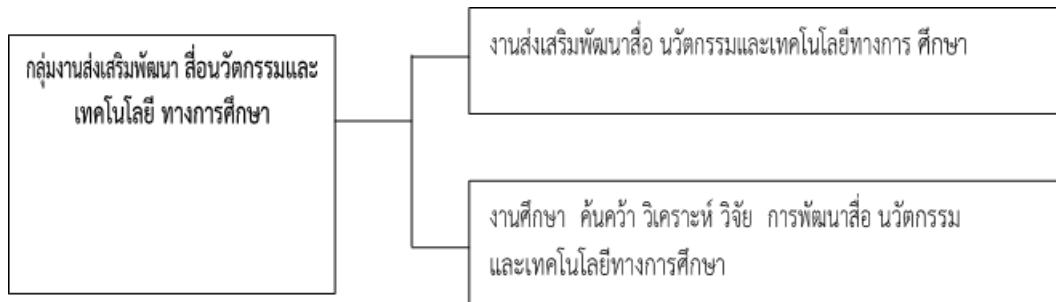 กลุ่มงานส่งเสริมพัฒนา สื่อนวัตกรรมและ
เทคโนโลยี ทางการศึกษา
งานส่งเสริมพัฒนาสื่อ นวัตกรรมและเทคโนโลยีทางการ ศึกษา
งานศึกษา ค้นคว้า วิเคราะห์ วิจัย การพัฒนาสื่อ นวัตกรรม
และเทคโนโลยีทางการศึกษา